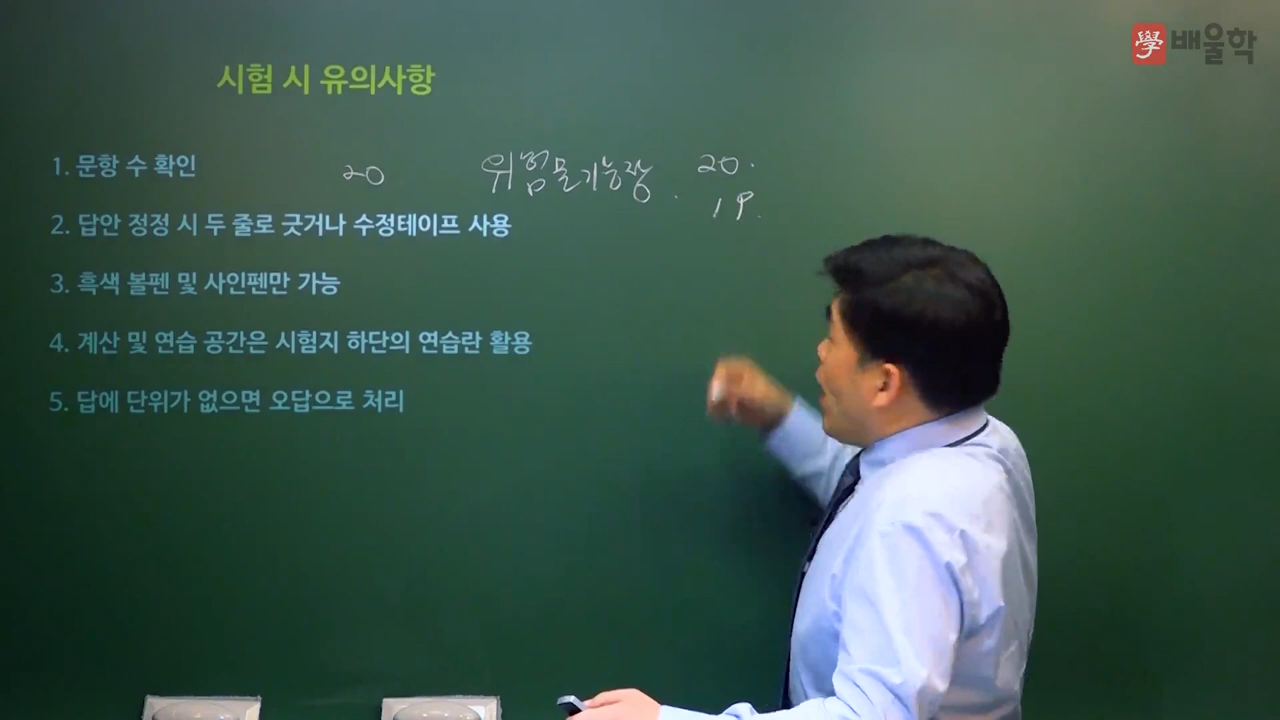 學 배울학
시험 시 유의사항
1. 문항 수 확인
20 위험물기능장. 20.
19.
2. 답안 정정 시 두 줄로 긋거나 수정테이프 사용
3. 흑색 볼펜 및 사인펜만 가능
4. 계산 및 연습 공간은 시험지 하단의 연습란 활용
5. 답에 단위가 없으면 오답으로 처리